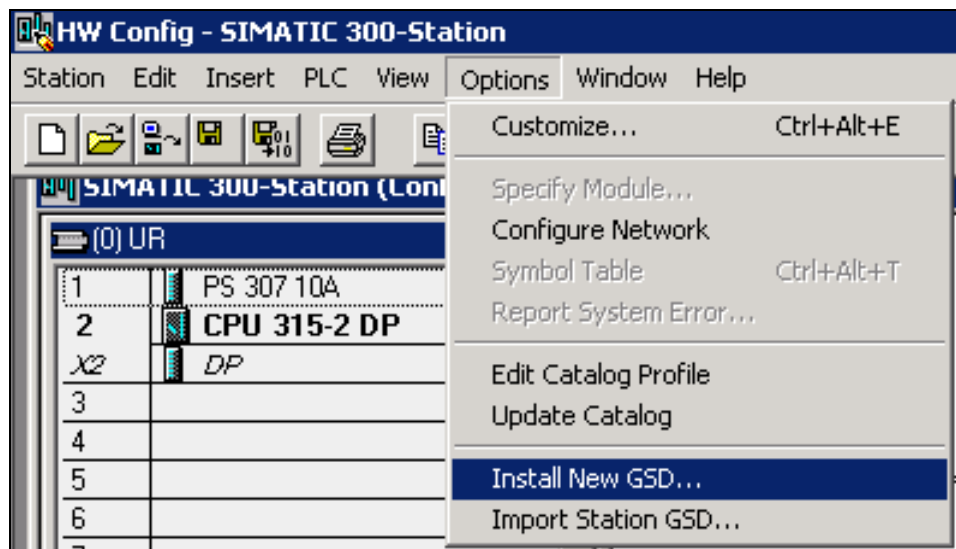 HW Config - SIMATIC 300-Station
Station Edit Insert PLC View Options Window Help
Customize... Ctrl+Alt+E
SIMATIC 300-Station (Con
Specify Module...
(0) UR
Configure Network
1 PS 307 10A
Symbol Table Ctrl+Alt+T
2 CPU 315-2 DP
Report System Error...
X2 DP
Edit Catalog Profile
3
Update Catalog
4
5
Install New GSD...
6
Import Station GSD...